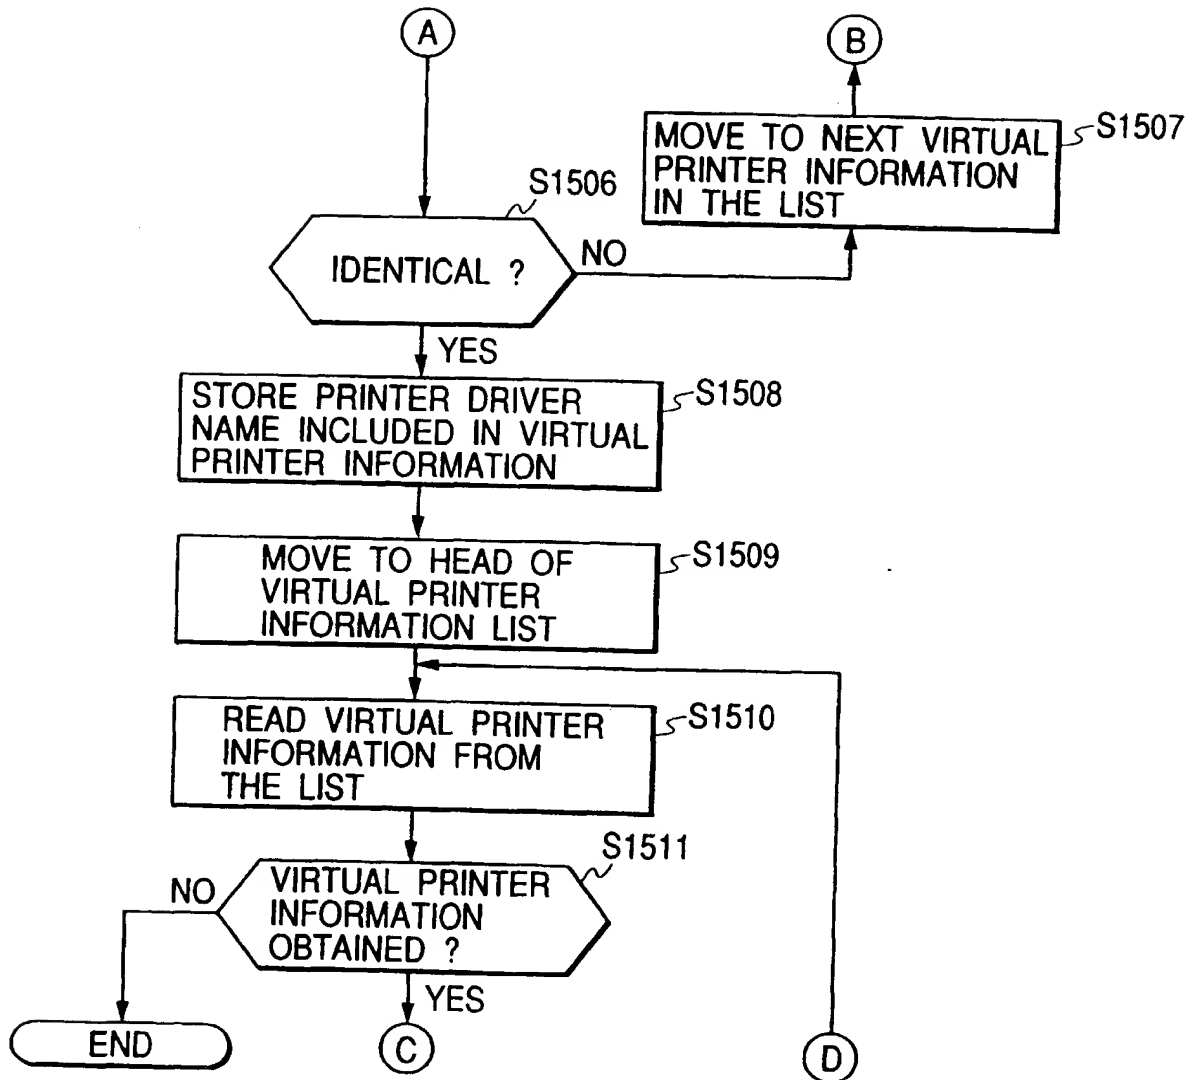 A
B
MOVE TO NEXT VIRTUAL
PRINTER INFORMATION
IN THE LIST
S1507
S1506
IDENTICAL ?
NO
YES
STORE PRINTER DRIVER
NAME INCLUDED IN VIRTUAL
PRINTER INFORMATION
S1508
MOVE TO HEAD OF
VIRTUAL PRINTER
INFORMATION LIST
S1509
READ VIRTUAL PRINTER
INFORMATION FROM
THE LIST
S1510
S1511
VIRTUAL PRINTER
INFORMATION
OBTAINED ?
NO
YES
END
C
D